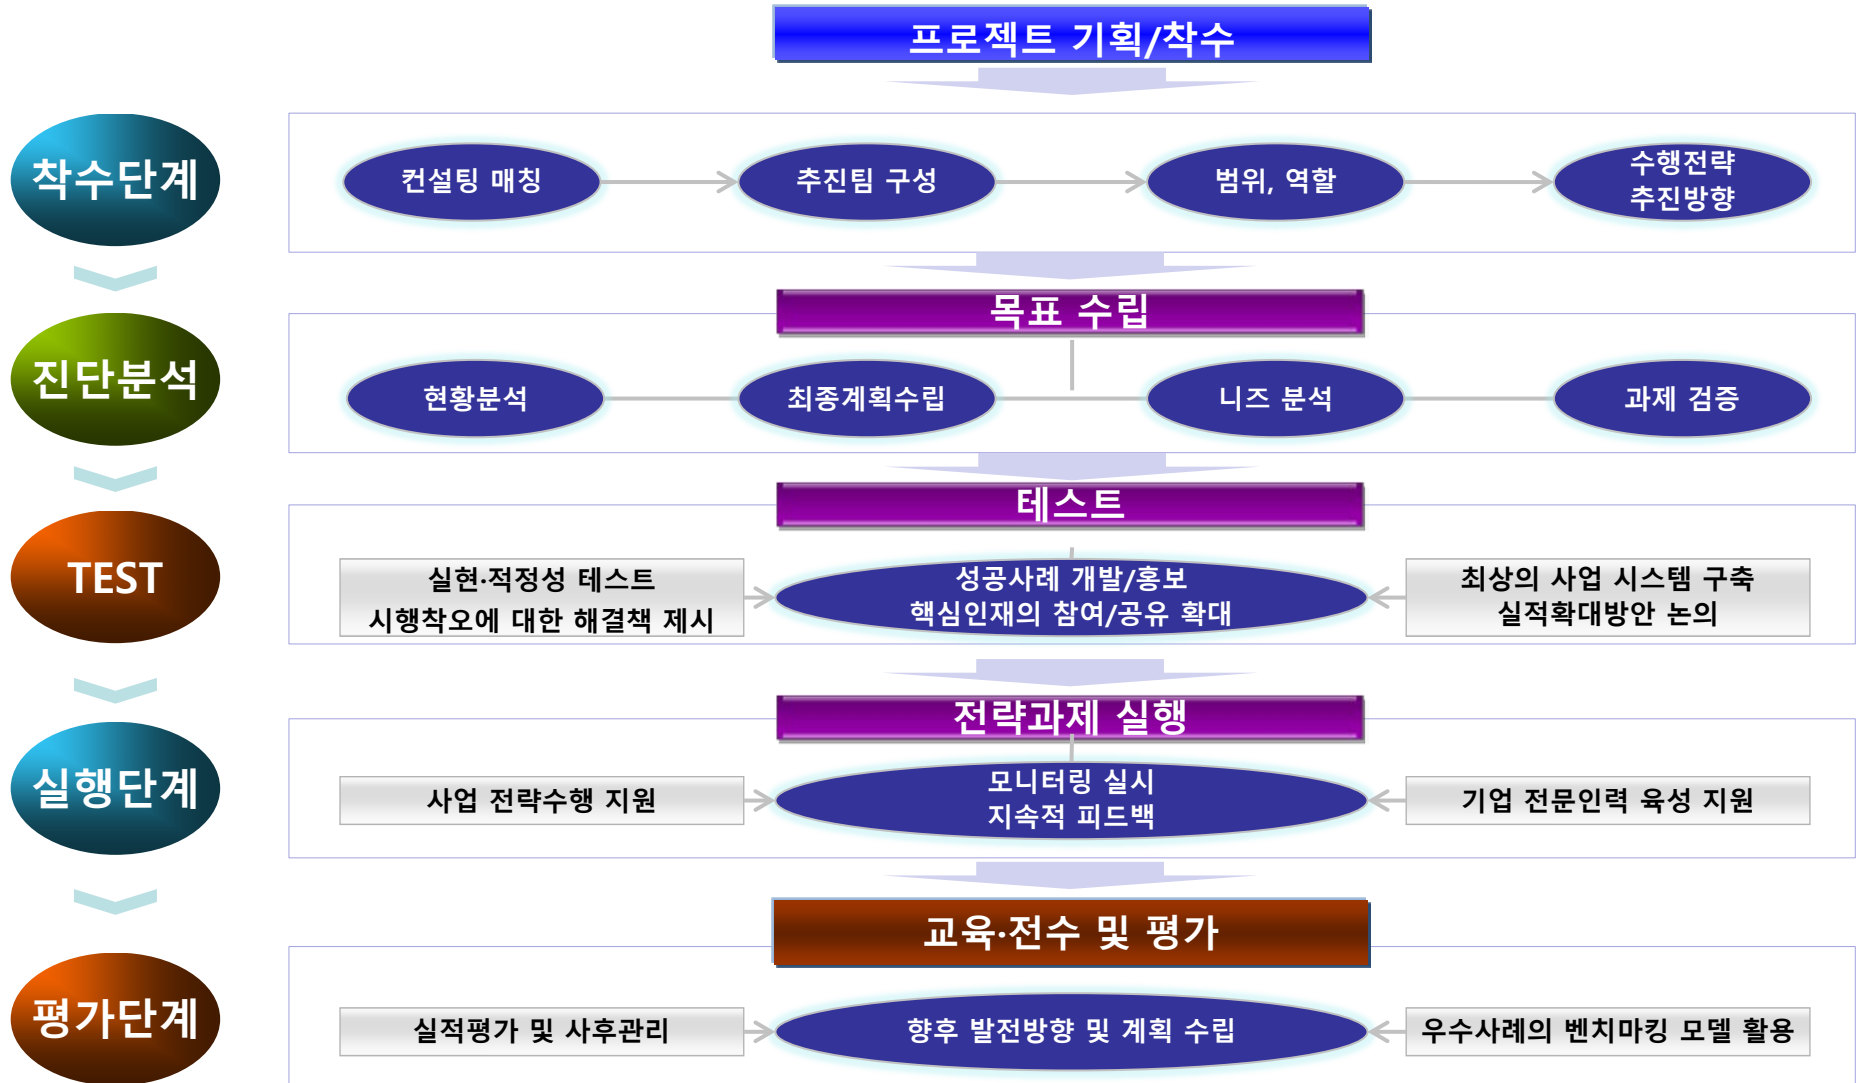 프로젝트 기획/착수
착수단계
컨설팅 매칭
추진팀 구성
범위, 역할
수행전략
추진방향
목표 수립
진단분석
현황분석
최종계획수립
니즈 분석
과제 검증
테스트
TEST
실현·적정성 테스트
시행착오에 대한 해결책 제시
성공사례 개발/홍보
핵심인재의 참여/공유 확대
최상의 사업 시스템 구축
실적확대방안 논의
전략과제 실행
실행단계
사업 전략수행 지원
모니터링 실시
지속적 피드백
기업 전문인력 육성 지원
교육·전수 및 평가
평가단계
실적평가 및 사후관리
향후 발전방향 및 계획 수립
우수사례의 벤치마킹 모델 활용